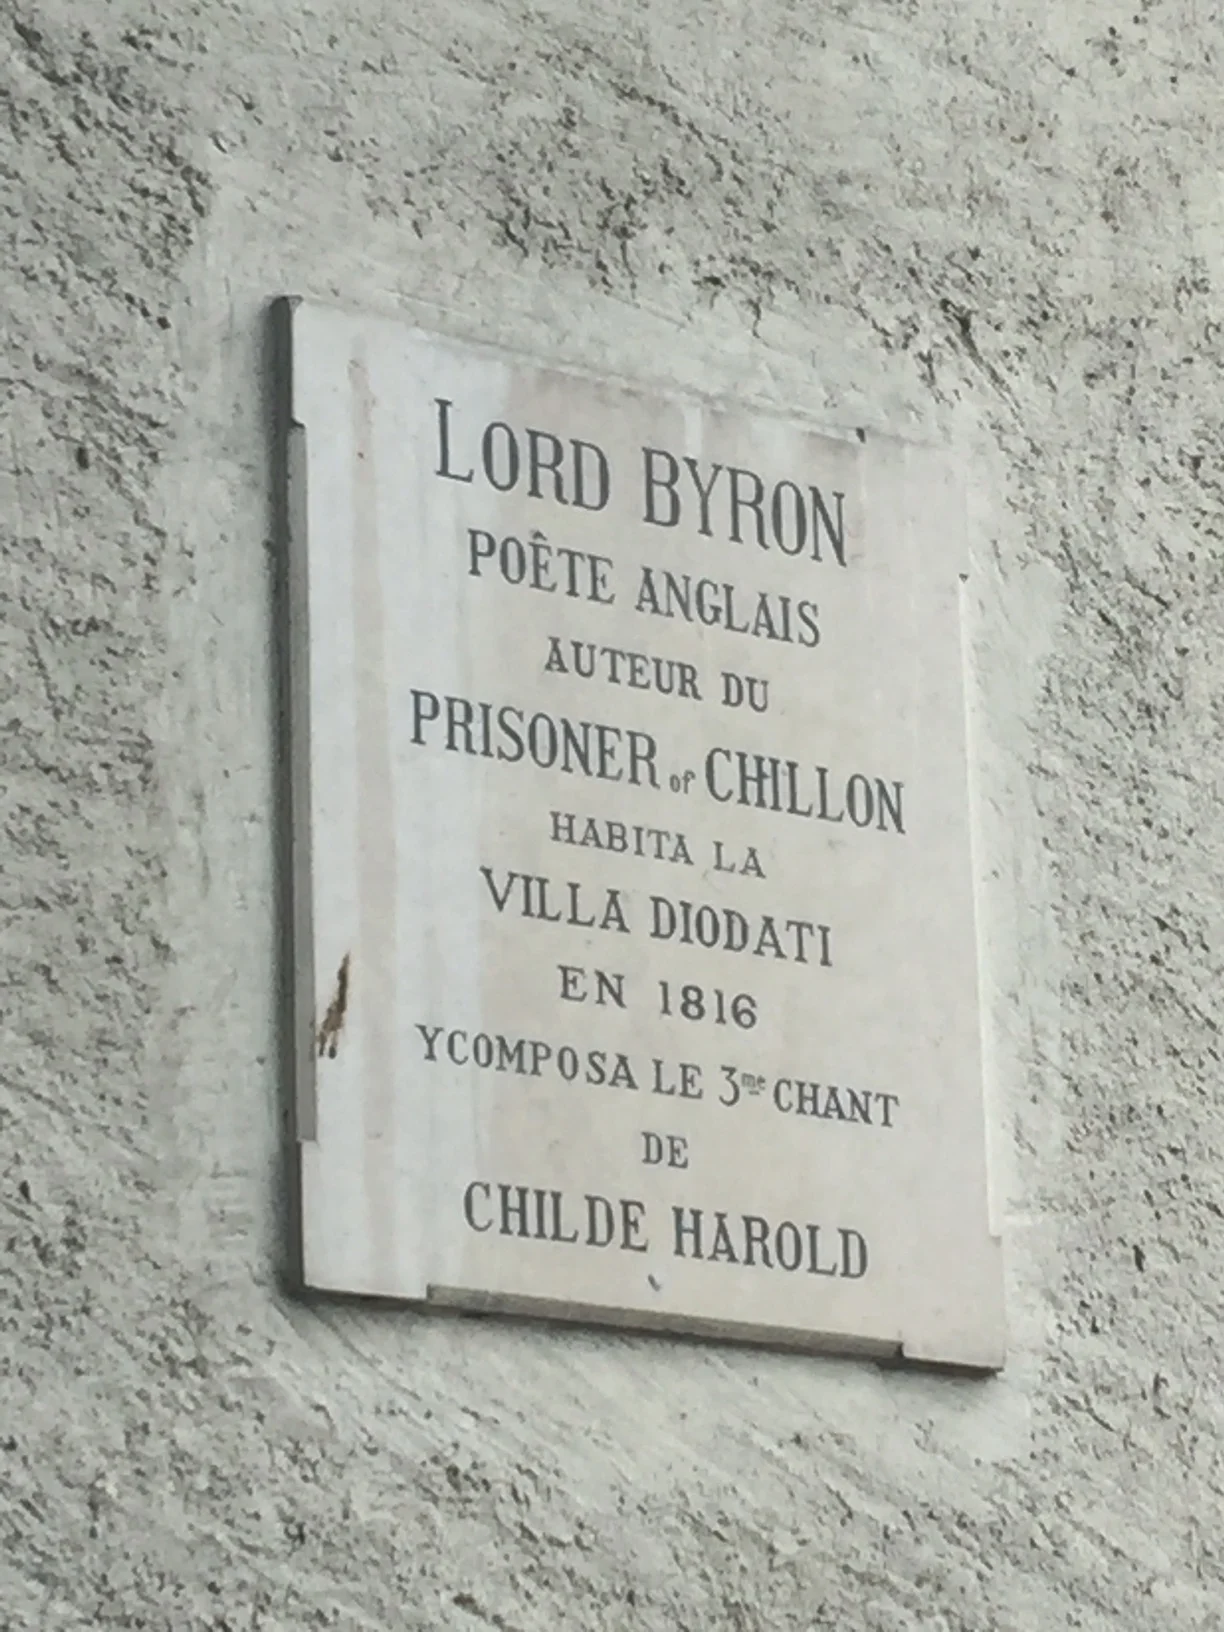 LORD BYRON
POÊTE ANGLAIS
AUTEUR DU
PRISONER of CHILLON
HABITA LA
VILLA DIODATI
EN 1816
Y COMPOSA LE 3me CHANT
DE
CHILDE HAROLD